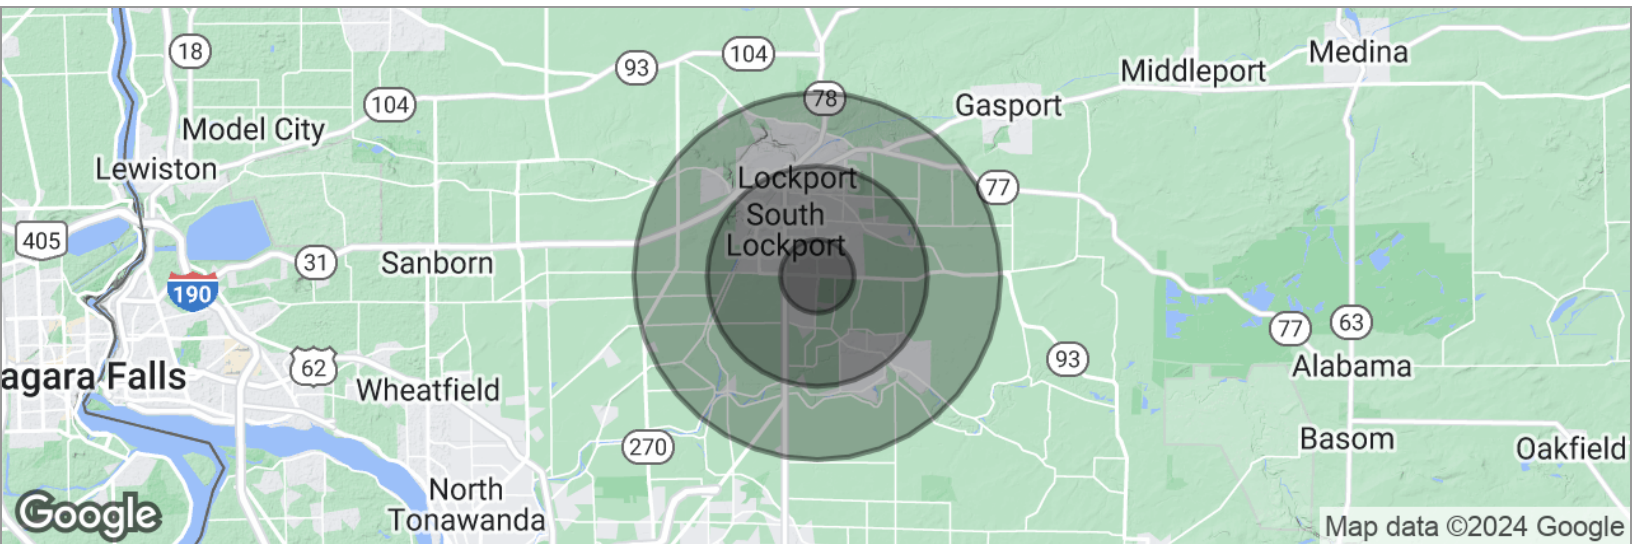 18
104
93
104
Medina
Middleport
78
Gasport
Model City
Lewiston
Lockport
77
South
Lockport
405
31
Sanborn
190
62
agara Falls
Wheatfield
77
63
93
Alabama
270
Basom
Oakfield
North
Tonawanda
Google
Map data ©2024 Google